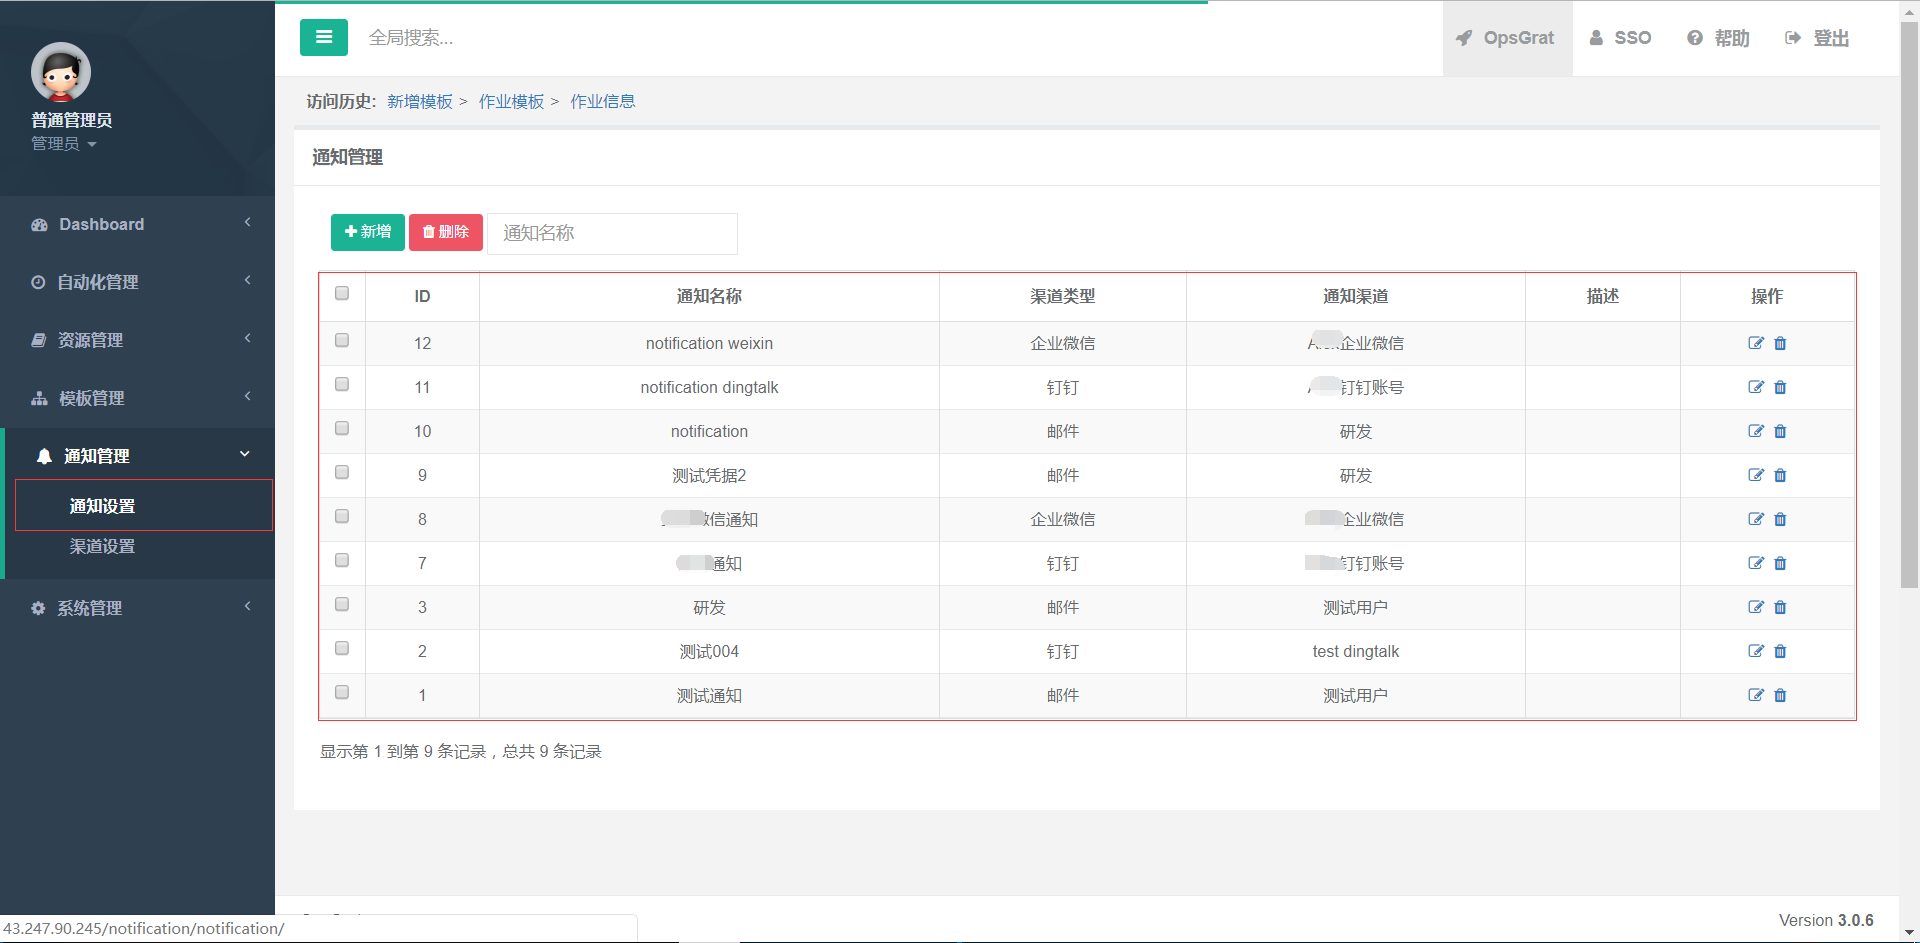 普通管理员
管理员
Dashboard
自动化管理
资源管理
模板管理
通知管理
通知设置
渠道设置
系统管理
全局搜索...
OpsGrat
SSO
帮助
登出
访问历史: 新增模板 > 作业模板 > 作业信息
通知管理
新增 删除 通知名称
ID 通知名称 渠道类型 通知渠道 描述 操作
12 notification weixin 企业微信 企业微信
11 notification dingtalk 钉钉 钉钉账号
10 notification 邮件 研发
9 测试凭据2 邮件 研发
8 微信通知 企业微信 企业微信
7 通知 钉钉 钉钉账号
3 研发 邮件 测试用户
2 测试004 钉钉 test dingtalk
1 测试通知 邮件 测试用户
显示第 1 到第 9 条记录，总共 9 条记录
Version 3.0.6
43.247.90.245/notification/notification/